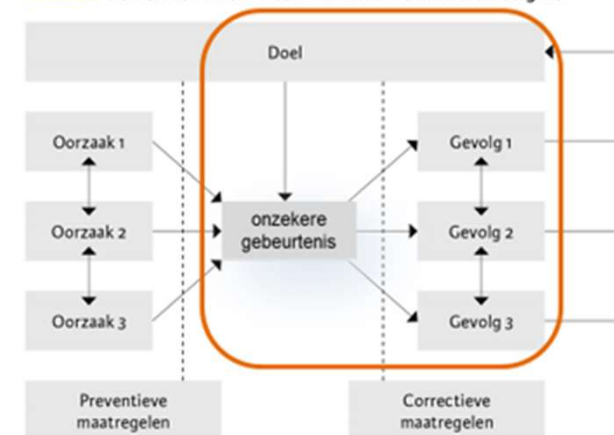 Doel
Oorzaak 1
Gevolg 1
Oorzaak 2
onzekere
gebeurtenis
Gevolg 2
Oorzaak 3
Gevolg 3
Preventieve
maatregelen
Correctieve
maatregelen